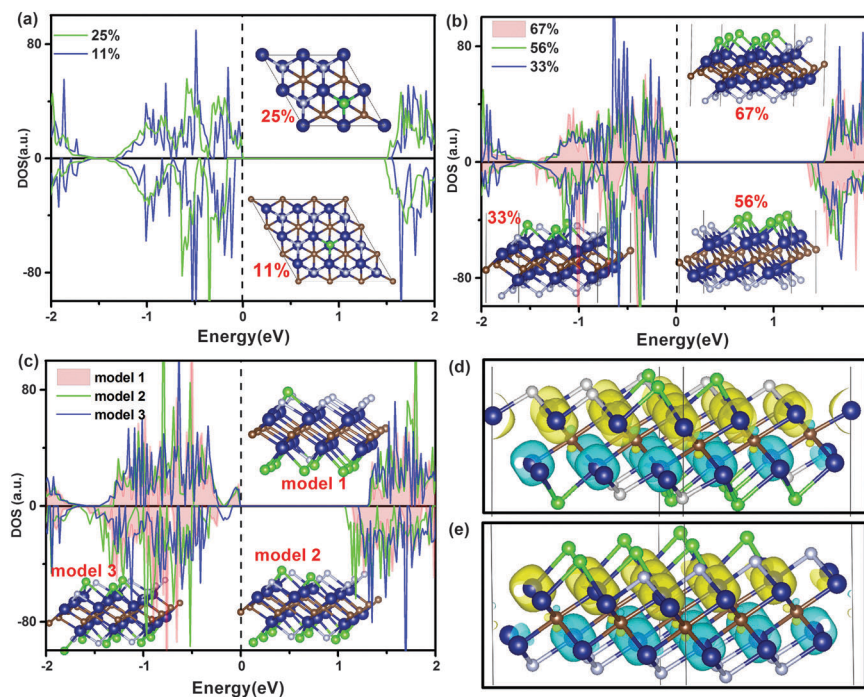 (a)
25%
11%
80
0
-80
DOS(a.u.)
25%
11%
-2
-1
0
1
2
Energy(eV)
(b)
67%
56%
33%
80
0
-80
DOS (a.u.)
67%
33%
56%
-2
-1
0
1
2
Energy(eV)
(c)
model 1
model 2
model 3
80
0
-80
DOS (a.u.)
model 1
model 3
model 2
-2
-1
0
1
2
Energy(eV)
(d)
(e)